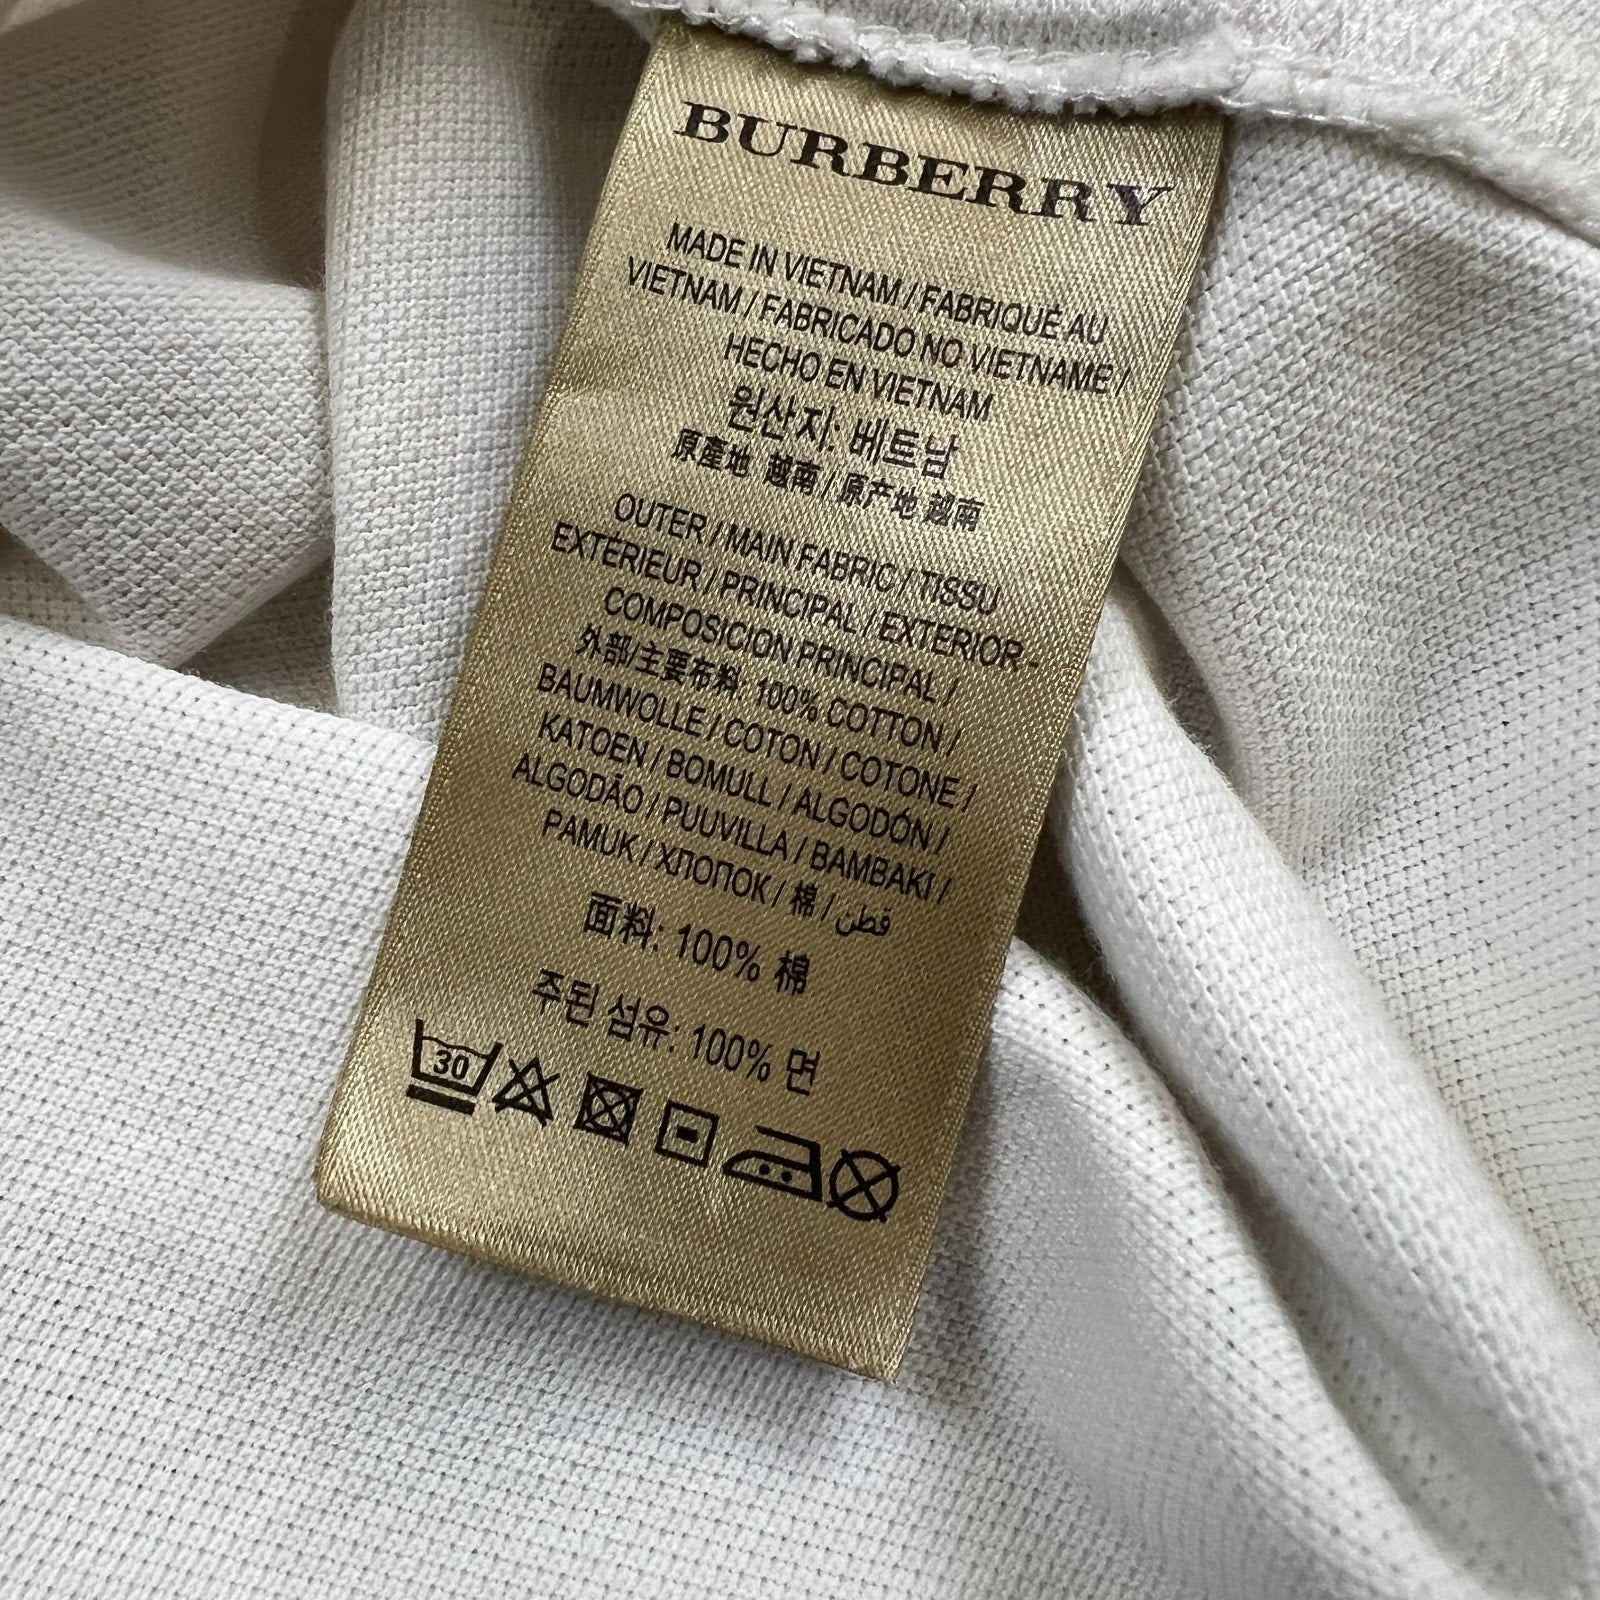 BURBERRY
MADE IN VIETNAM / FABRIQUÉ AU
VIETNAM / FABRICADO NO VIETNAME /
HECHO EN VIETNAM
원산지: 베트남
原產地 越南 / 原产地 越南
OUTER / MAIN FABRIC / TISSU
EXTÉRIEUR / PRINCIPAL / EXTERIOR -
COMPOSICION PRINCIPAL /
外部/主要布料: 100% COTTON /
BAUMWOLLE / COTON / COTONE /
KATOEN / BOMULL / ALGODÓN /
ALGODÃO / PUUVILLA / BAMBAKI /
PAMUK / ХЛОПОК / 棉 / قطن
面料: 100% 棉
주된 섬유: 100% 면
30